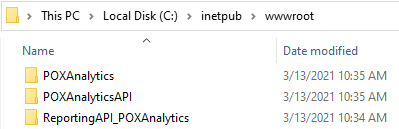 > This PC > Local Disk (C:) > inetpub > wwwroot
Name Date modified
POXAnalytics 3/13/2021 10:35 AM
POXAnalyticsAPI 3/13/2021 10:35 AM
ReportingAPI_POXAnalytics 3/13/2021 10:34 AM